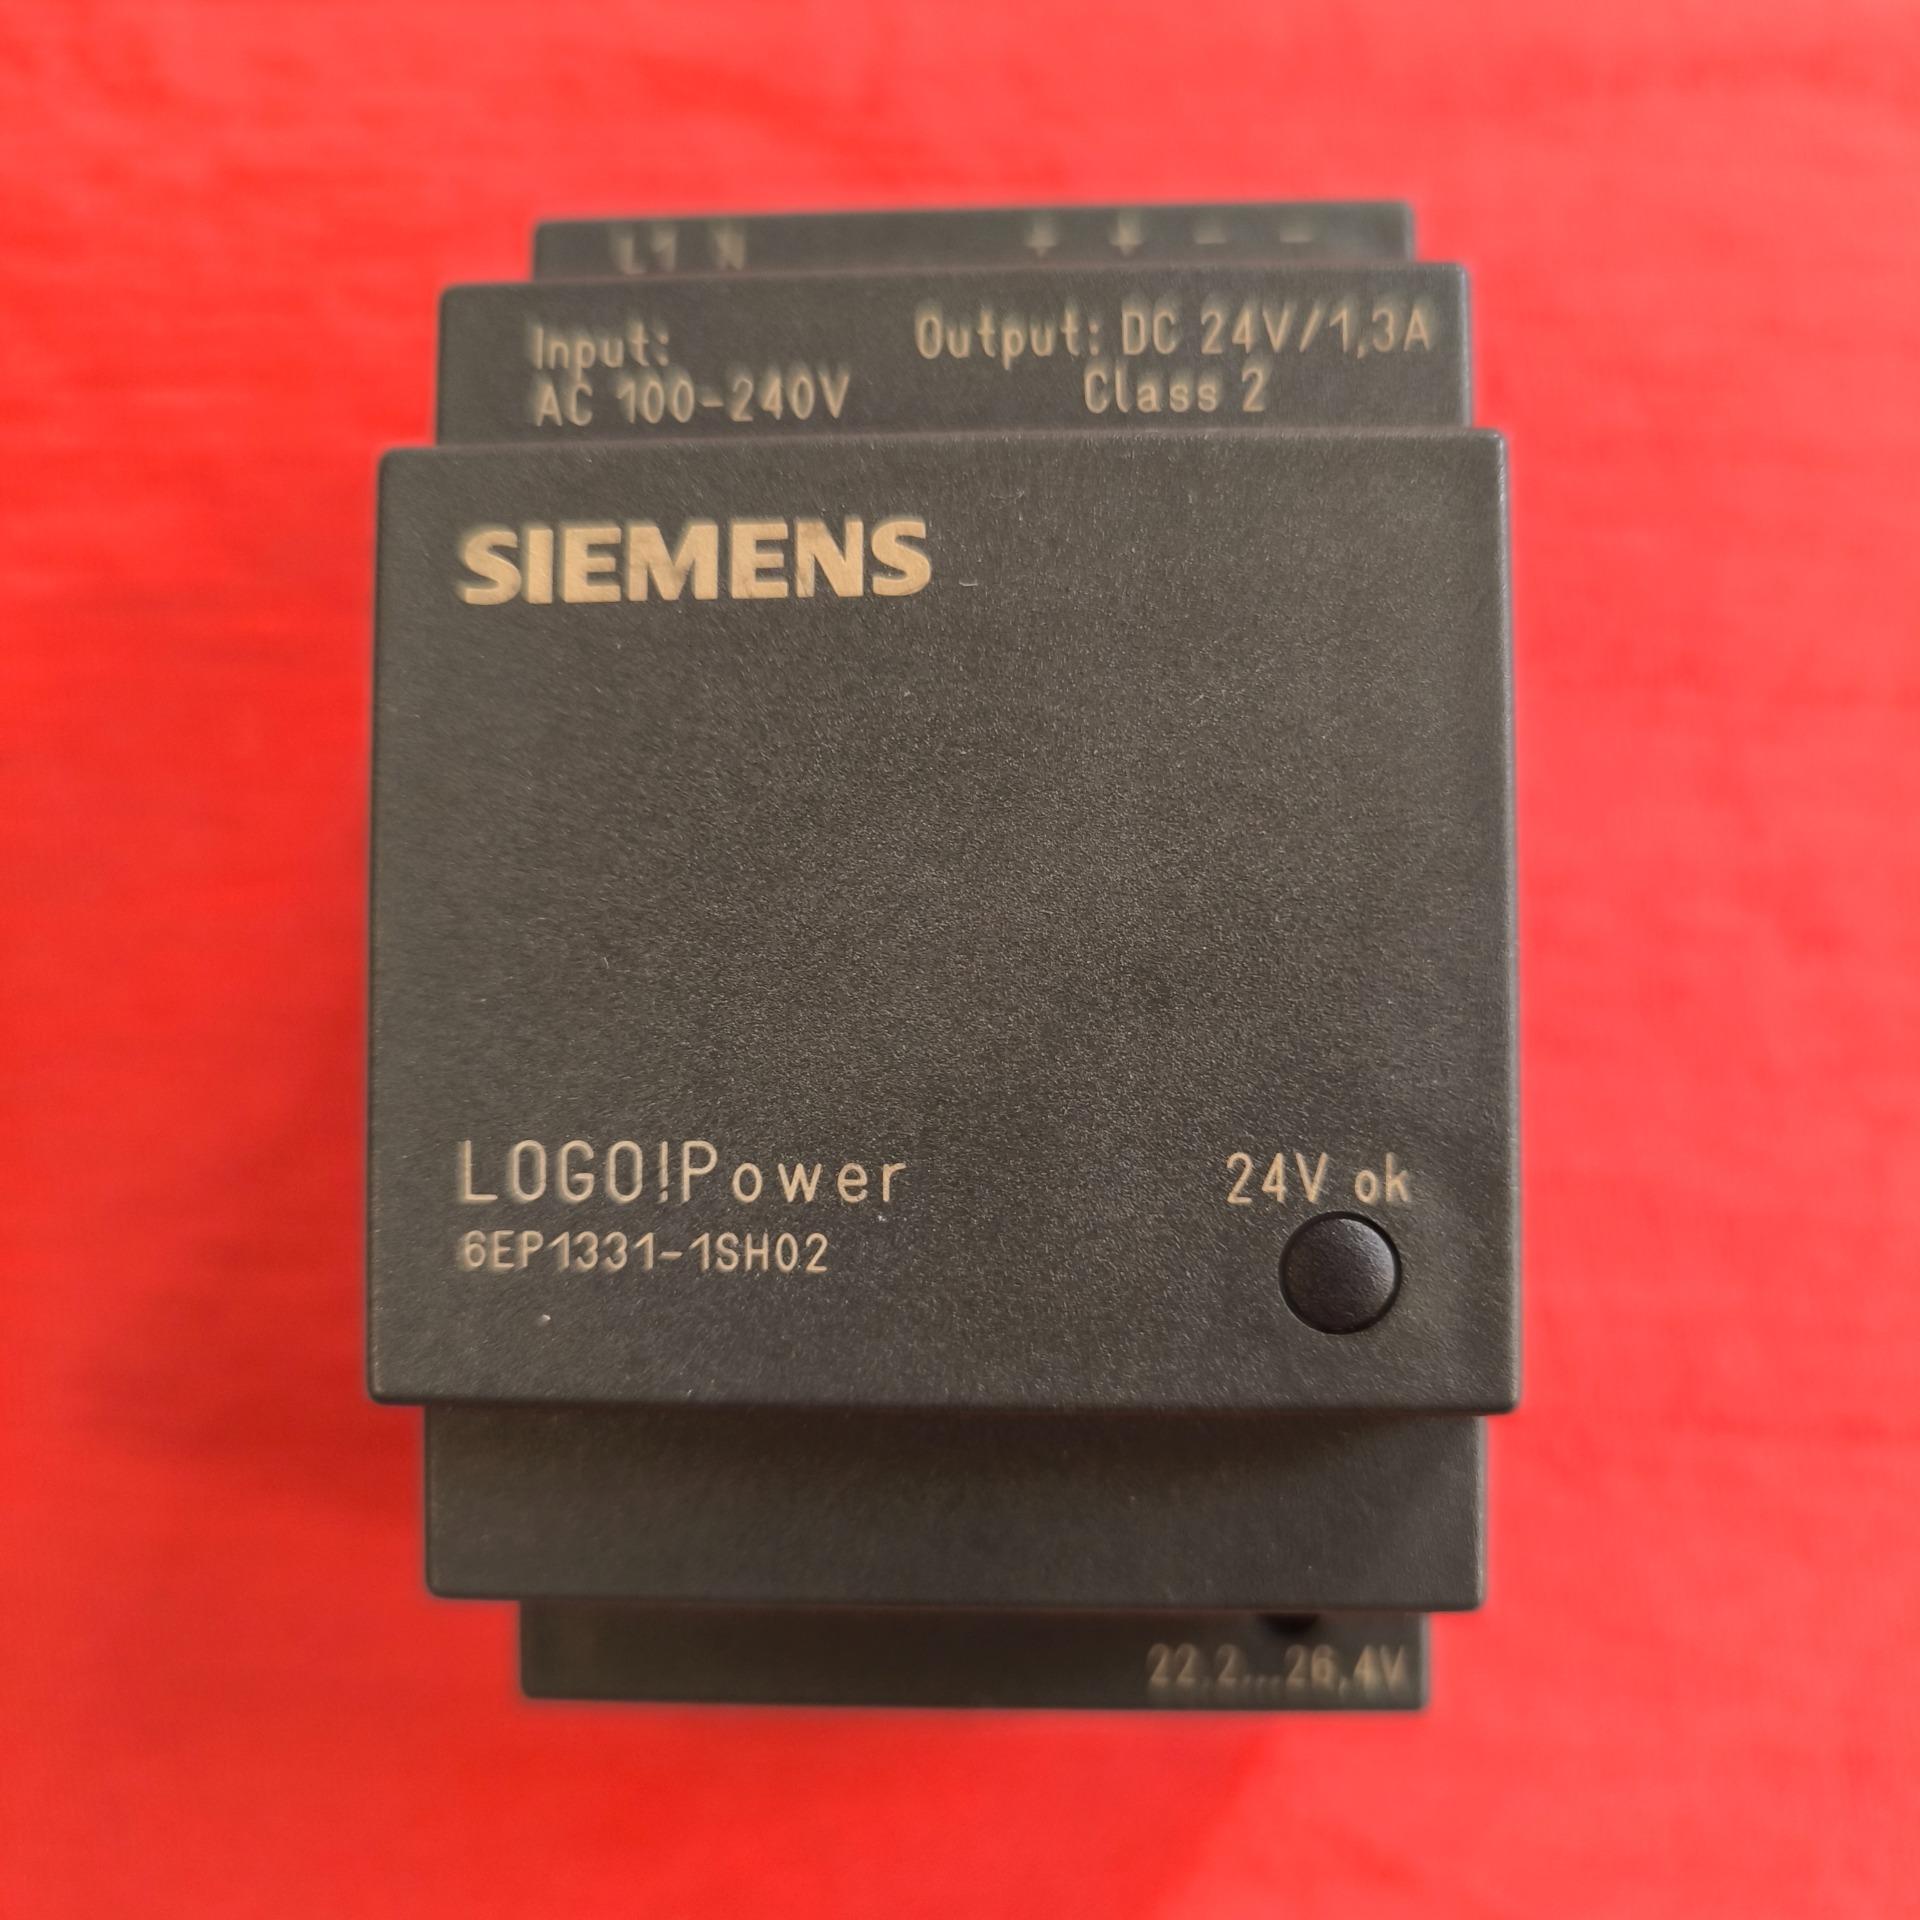 L1 N + + - -
Input: Output: DC 24V/1,3A
AC 100-240V Class 2
SIEMENS
LOGO!Power 24V ok
6EP1331-1SH02
22,2...26,4V